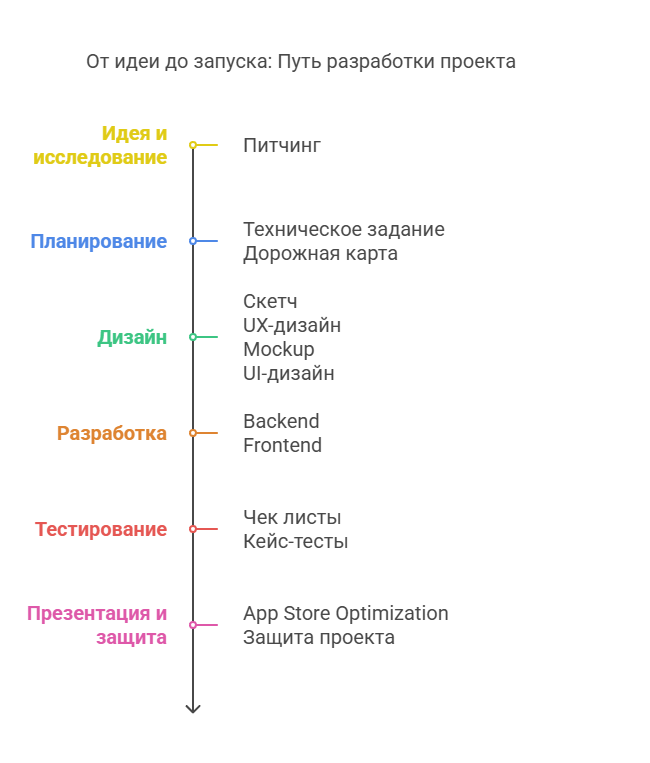 От идеи до запуска: Путь разработки проекта
Идея и
исследование
Питчинг
Планирование
Техническое задание
Дорожная карта
Дизайн
Скетч
UX-дизайн
Mockup
UI-дизайн
Разработка
Backend
Frontend
Тестирование
Чек листы
Кейс-тесты
Презентация и
защита
App Store Optimization
Защита проекта